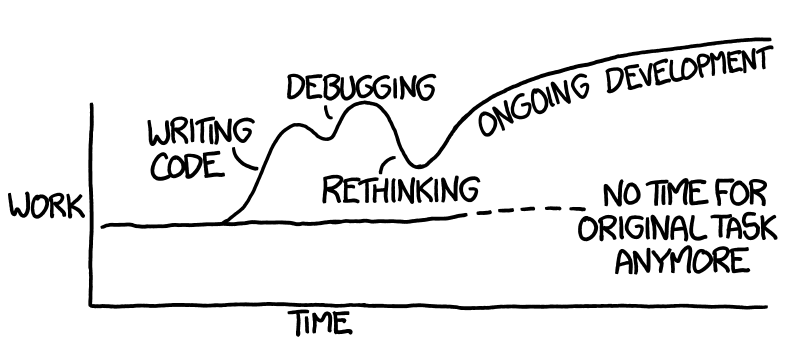 DEBUGGING
WRITING
CODE
ONGOING DEVELOPMENT
RETHINKING
WORK
NO TIME FOR
ORIGINAL TASK
ANYMORE
TIME